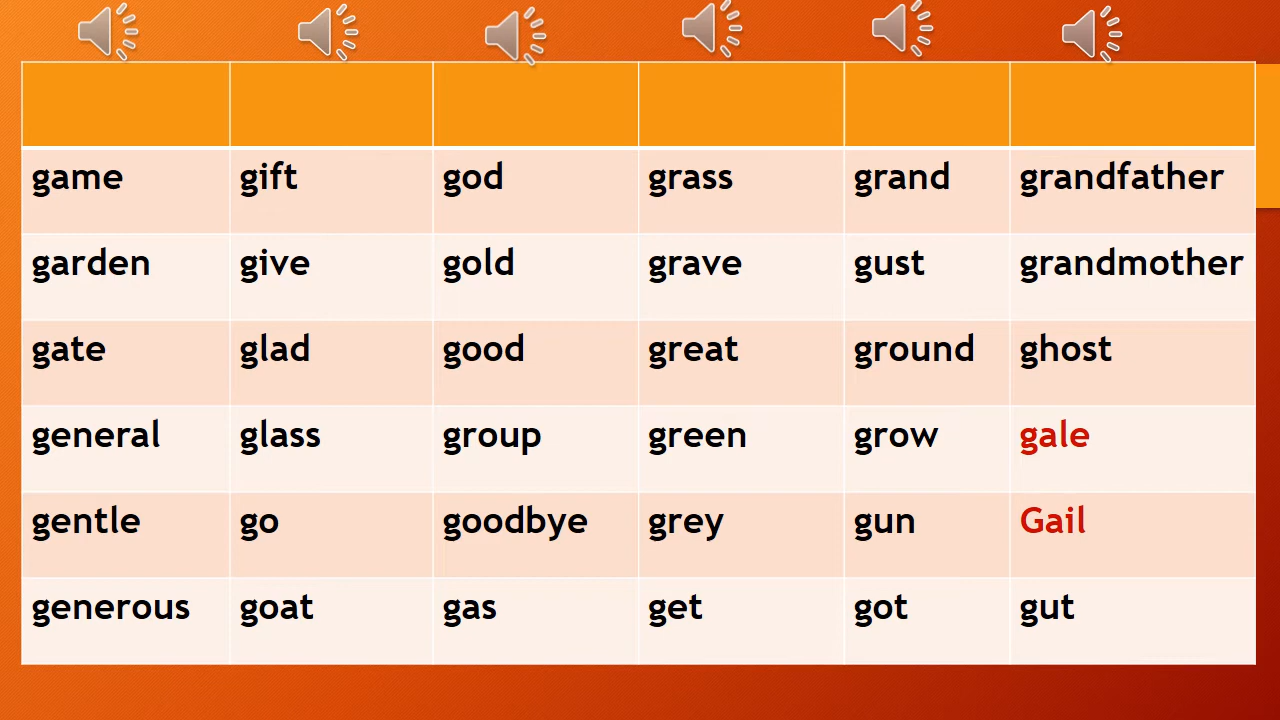 game gift god grass grand grandfather
garden give gold grave gust grandmother
gate glad good great ground ghost
general glass group green grow gale
gentle go goodbye grey gun Gail
generous goat gas get got gut